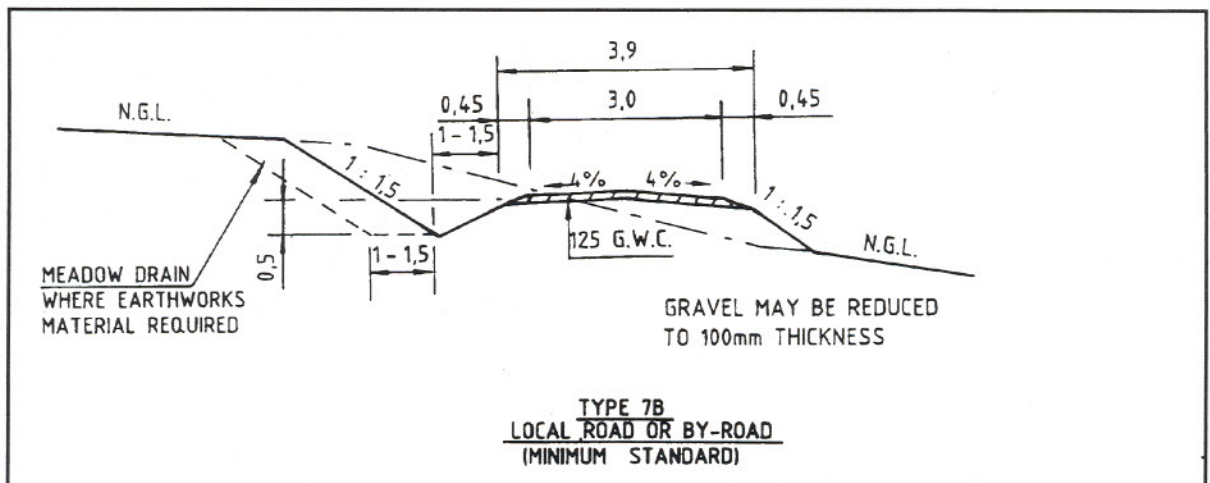 3,9
0,45
3,0
0,45
N.G.L.
1 - 1,5
1 : 1,5
4% 4%
1 : 1,5
125 G.W.C.
N.G.L.
0,5
1 - 1,5
MEADOW DRAIN
WHERE EARTHWORKS
MATERIAL REQUIRED
GRAVEL MAY BE REDUCED
TO 100mm THICKNESS
TYPE 7B
LOCAL ROAD OR BY-ROAD
(MINIMUM STANDARD)